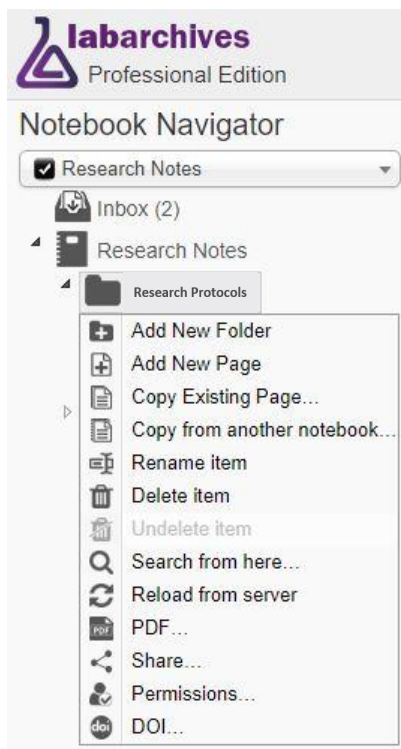 labarchives
Professional Edition
Notebook Navigator
Research Notes
Inbox (2)
Research Notes
Research Protocols
Add New Folder
Add New Page
Copy Existing Page...
Copy from another notebook...
Rename item
Delete item
Undelete item
Search from here...
Reload from server
PDF PDF...
Share...
Permissions...
doi DOI...